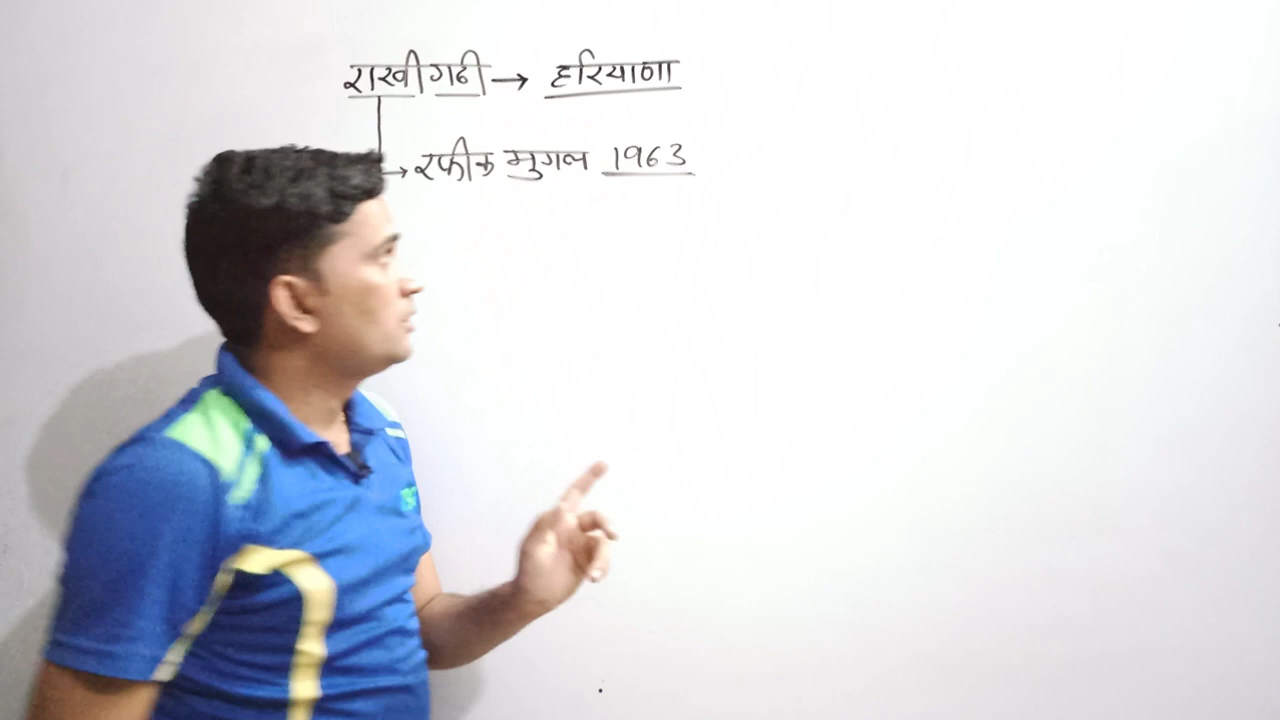 राखीगढी → हरियाणा
→ रफीक मुगल 1963